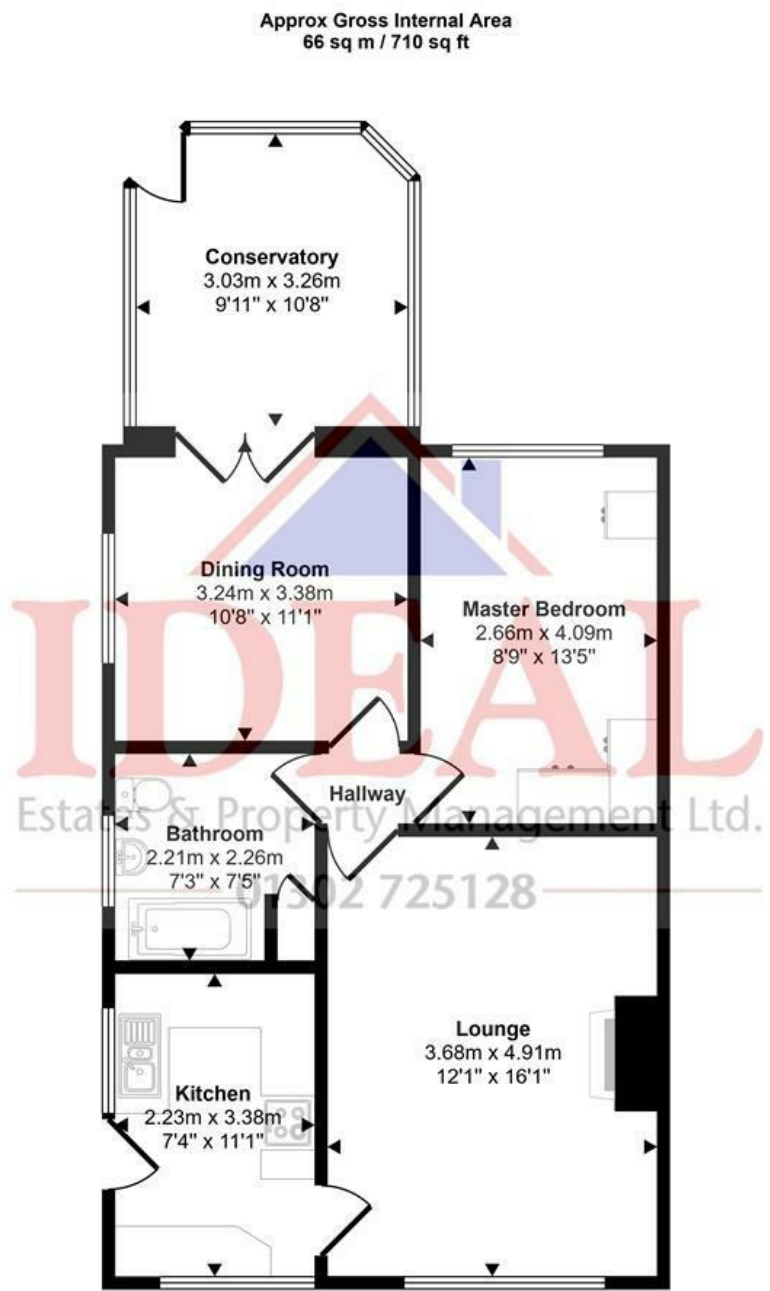 Approx Gross Internal Area
66 sq m / 710 sq ft
Conservatory
3.03m x 3.26m
9'11" x 10'8"
Dining Room
3.24m x 3.38m
10'8" x 11'1"
Master Bedroom
2.66m x 4.09m
8'9" x 13'5"
IDEAL
Hallway
Estates & Property Management Ltd.
Bathroom
2.21m x 2.26m
7'3" x 7'5"
01302 725128
Lounge
3.68m x 4.91m
12'1" x 16'1"
Kitchen
2.23m x 3.38m
7'4" x 11'1"